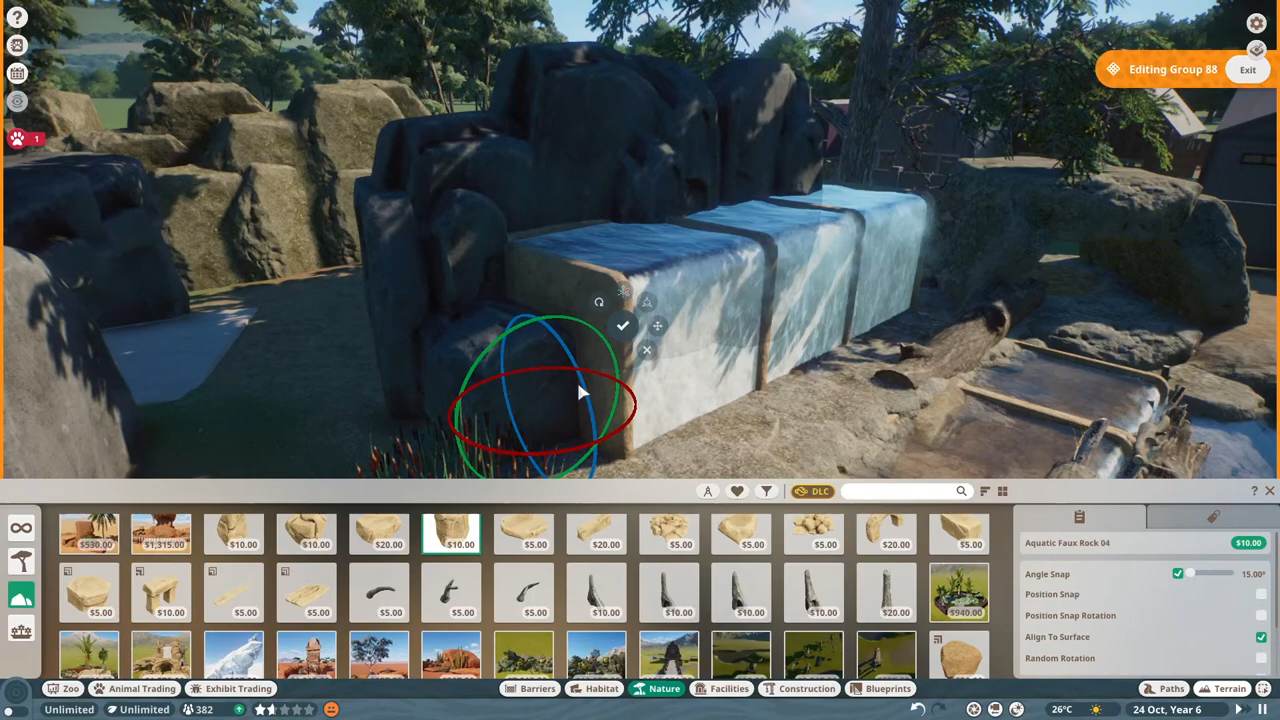 Editing Group 88
Exit
1
DLC
$530.00
$1,315.00
$10.00
$10.00
$20.00
$10.00
$5.00
$20.00
$5.00
$5.00
$5.00
$20.00
$5.00
$5.00
$10.00
$5.00
$5.00
$5.00
$5.00
$5.00
$10.00
$10.00
$10.00
$10.00
$20.00
$940.00
Aquatic Faux Rock 04
$10.00
Angle Snap
15.00°
Position Snap
Position Snap Rotation
Align To Surface
Random Rotation
Zoo
Animal Trading
Exhibit Trading
Barriers
Habitat
Nature
Facilities
Construction
Blueprints
Paths
Terrain
Unlimited
Unlimited
382
26°C
24 Oct, Year 6